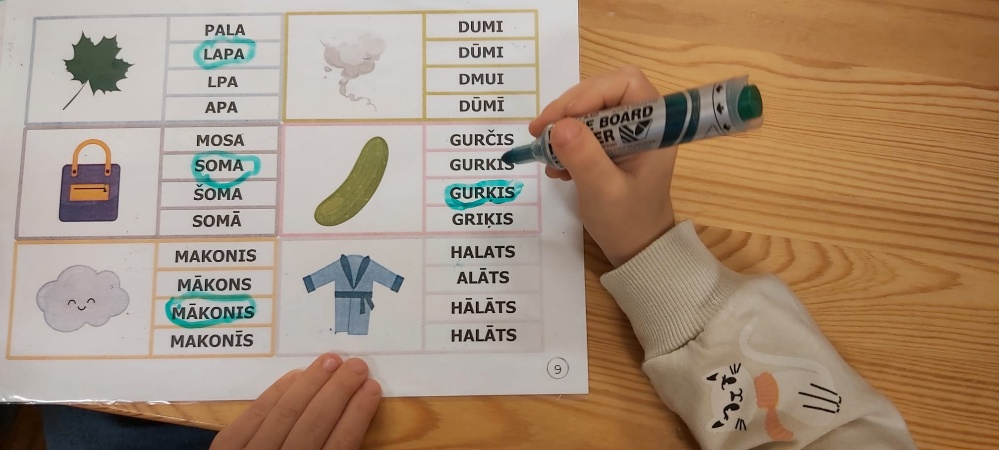 PALA
LAPA
LPA
APA
DUMI
DŪMI
DMUI
DŪMĪ
MOSA
SOMA
ŠOMA
SOMĀ
GURČIS
GURKIS
GURĶIS
GRIĶIS
MAKONIS
MĀKONS
MĀKONIS
MAKONĪS
HALATS
ALĀTS
HĀLĀTS
HALĀTS
9
BOARD